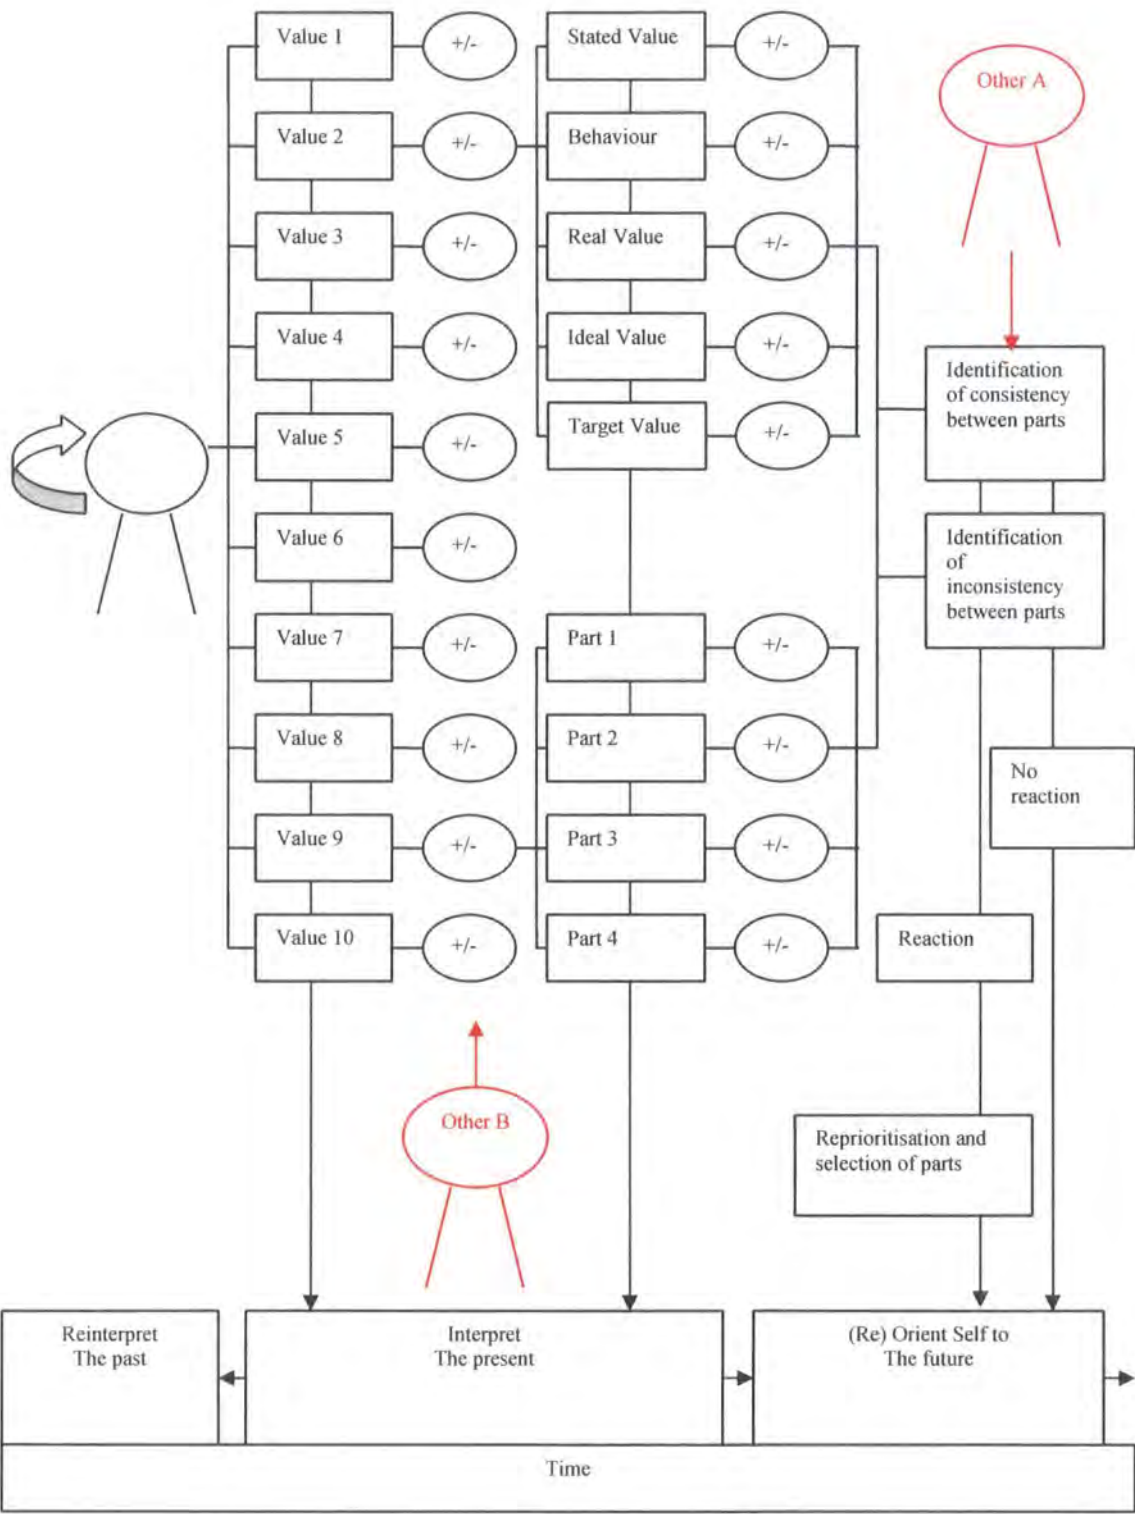 Value 1
+/-
Stated Value
+/-
Other A
Value 2
+/-
Behaviour
+/-
Value 3
+/-
Real Value
+/-
Value 4
+/-
Ideal Value
+/-
Identification
of consistency
between parts
Value 5
+/-
Target Value
+/-
Value 6
+/-
Identification
of
inconsistency
between parts
Value 7
+/-
Part 1
+/-
Value 8
+/-
Part 2
+/-
No
reaction
Value 9
+/-
Part 3
+/-
Value 10
+/-
Part 4
+/-
Reaction
Other B
Reprioritisation and
selection of parts
Reinterpret
The past
Interpret
The present
(Re) Orient Self to
The future
Time